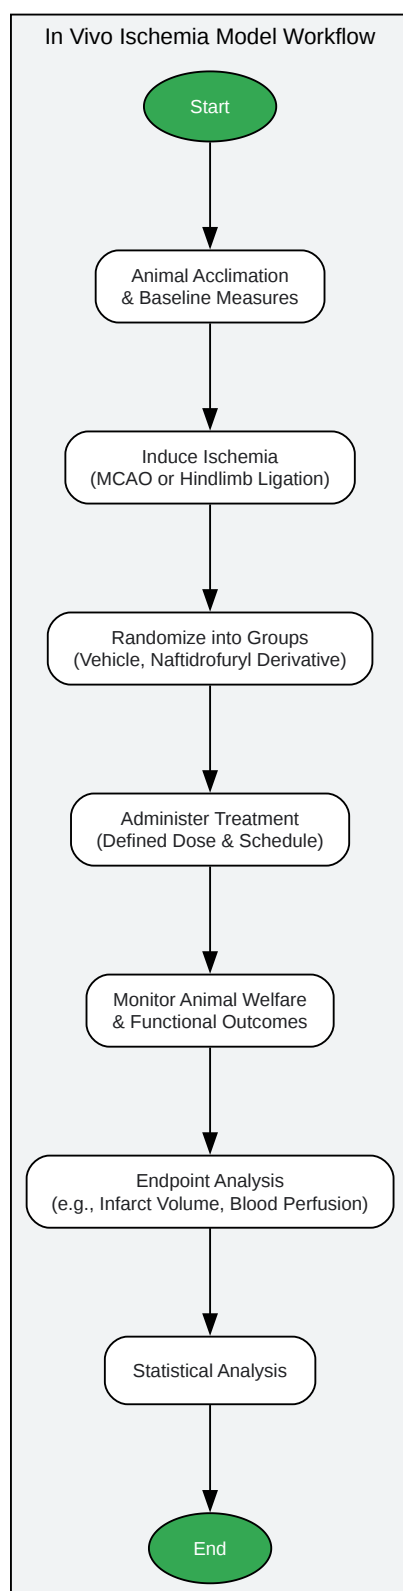 In Vivo Ischemia Model Workflow
Start
Animal Acclimation
& Baseline Measures
Induce Ischemia
(MCAO or Hindlimb Ligation)
Randomize into Groups
(Vehicle, Naftidrofuryl Derivative)
Administer Treatment
(Defined Dose & Schedule)
Monitor Animal Welfare
& Functional Outcomes
Endpoint Analysis
(e.g., Infarct Volume, Blood Perfusion)
Statistical Analysis
End